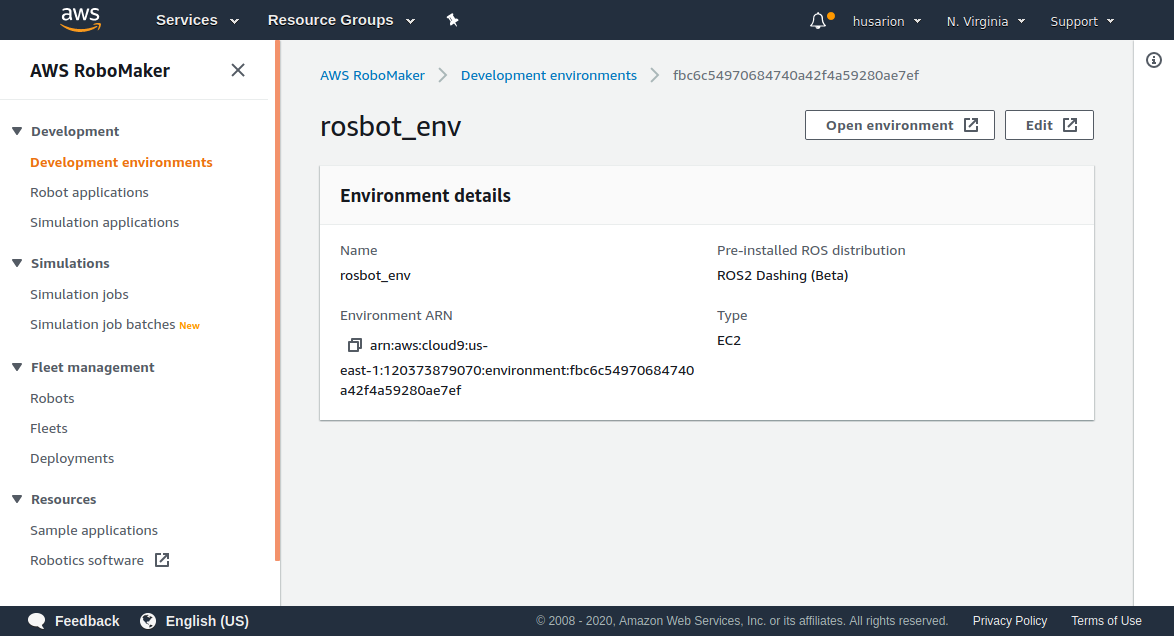 aws Services Resource Groups husarion N. Virginia Support
AWS RoboMaker
Development
Development environments
Robot applications
Simulation applications
Simulations
Simulation jobs
Simulation job batches New
Fleet management
Robots
Fleets
Deployments
Resources
Sample applications
Robotics software
AWS RoboMaker Development environments fbc6c54970684740a42f4a59280ae7ef
rosbot_env
Open environment Edit
Environment details
Name
rosbot_env
Pre-installed ROS distribution
ROS2 Dashing (Beta)
Environment ARN
arn:aws:cloud9:us-
east-1:120373879070:environment:fbc6c54970684740
a42f4a59280ae7ef
Type
EC2
Feedback English (US) © 2008 - 2020, Amazon Web Services, Inc. or its affiliates. All rights reserved. Privacy Policy Terms of Use